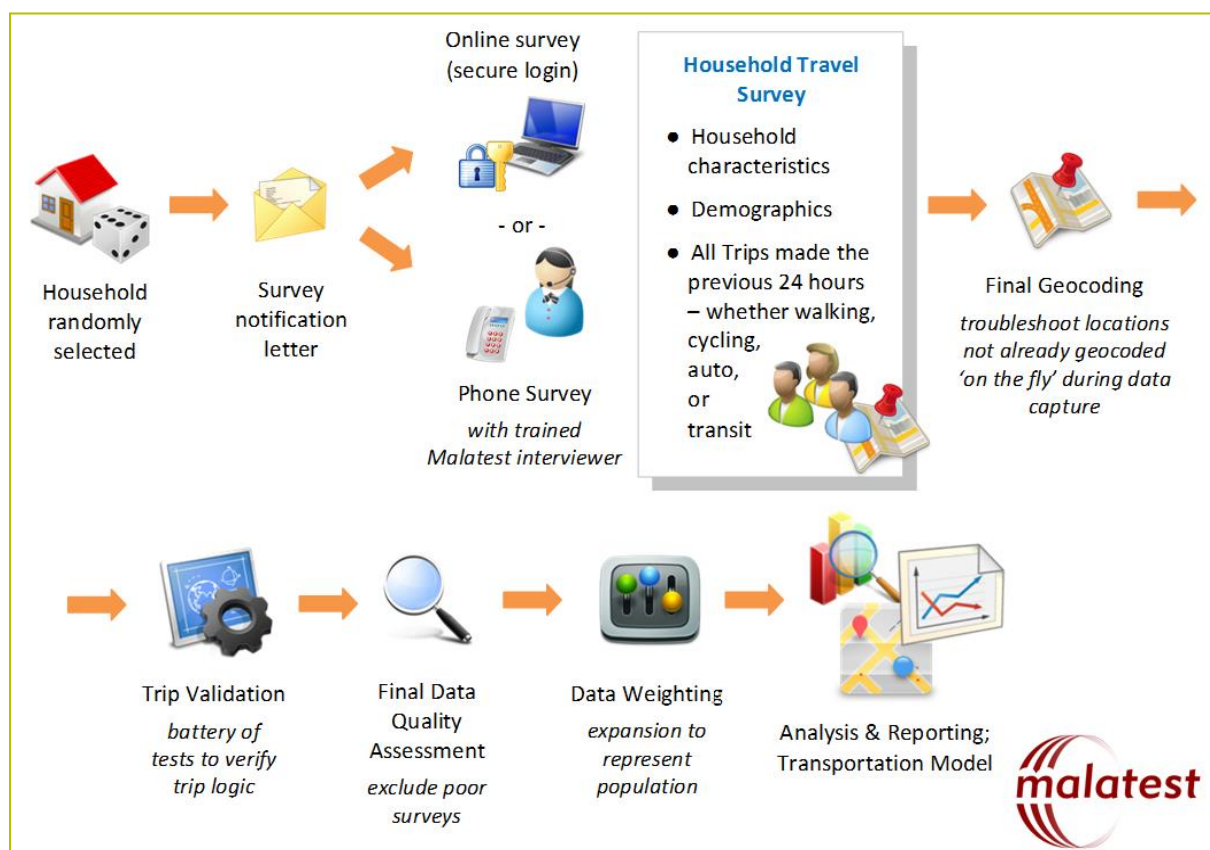 Household
randomly
selected
Survey
notification
letter
Online survey
(secure login)
- or -
Phone Survey
with trained
Malatest interviewer
Household Travel
Survey
● Household
characteristics
● Demographics
● All Trips made the
previous 24 hours
– whether walking,
cycling,
auto,
or
transit
Final Geocoding
troubleshoot locations
not already geocoded
‘on the fly’ during data
capture
Trip Validation
battery of
tests to verify
trip logic
Final Data
Quality
Assessment
exclude poor
surveys
Data Weighting
expansion to
represent
population
Analysis & Reporting;
Transportation Model
malatest